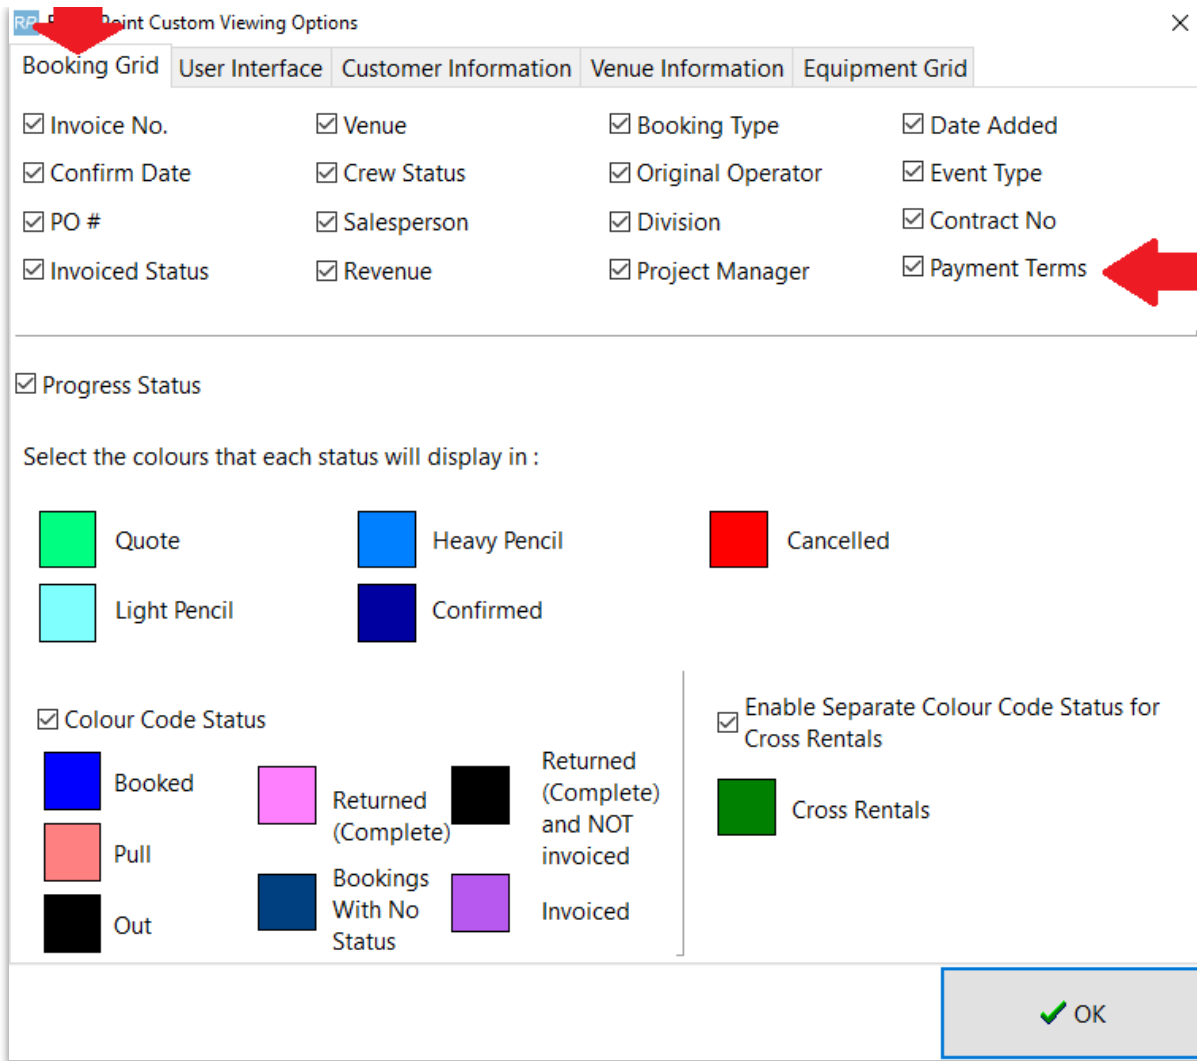 RP Point Custom Viewing Options
Booking Grid User Interface Customer Information Venue Information Equipment Grid
Invoice No. Venue Booking Type Date Added
Confirm Date Crew Status Original Operator Event Type
PO # Salesperson Division Contract No
Invoiced Status Revenue Project Manager Payment Terms
Progress Status
Select the colours that each status will display in :
Quote Heavy Pencil Cancelled
Light Pencil Confirmed
Colour Code Status
Booked
Pull
Out
Returned
(Complete)
Bookings
With No
Status
Returned
(Complete)
and NOT
invoiced
Invoiced
Enable Separate Colour Code Status for
Cross Rentals
Cross Rentals
OK